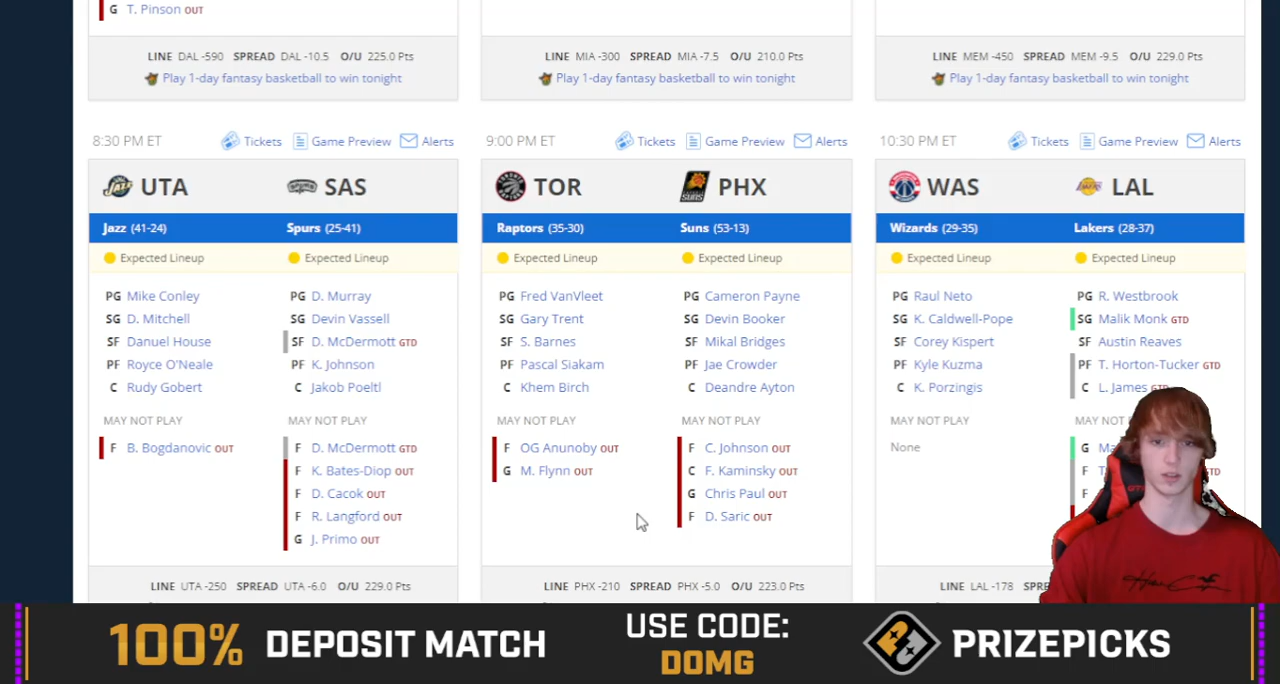 G T. Pinson OUT
LINE DAL -590 SPREAD DAL -10.5 O/U 225.0 Pts
Play 1-day fantasy basketball to win tonight
LINE MIA -300 SPREAD MIA -7.5 O/U 210.0 Pts
Play 1-day fantasy basketball to win tonight
LINE MEM -450 SPREAD MEM -9.5 O/U 229.0 Pts
Play 1-day fantasy basketball to win tonight
8:30 PM ET Tickets Game Preview Alerts
UTA SAS
Jazz (41-24) Spurs (25-41)
Expected Lineup Expected Lineup
PG Mike Conley PG D. Murray
SG D. Mitchell SG Devin Vassell
SF Danuel House SF D. McDermott GTD
PF Royce O'Neale PF K. Johnson
C Rudy Gobert C Jakob Poeltl
MAY NOT PLAY MAY NOT PLAY
F B. Bogdanovic OUT F D. McDermott GTD
F K. Bates-Diop OUT
F D. Cacok OUT
F R. Langford OUT
G J. Primo OUT
LINE UTA -250 SPREAD UTA -6.0 O/U 229.0 Pts
9:00 PM ET Tickets Game Preview Alerts
TOR PHX
Raptors (35-30) Suns (53-13)
Expected Lineup Expected Lineup
PG Fred VanVleet PG Cameron Payne
SG Gary Trent SG Devin Booker
SF S. Barnes SF Mikal Bridges
PF Pascal Siakam PF Jae Crowder
C Khem Birch C Deandre Ayton
MAY NOT PLAY MAY NOT PLAY
F OG Anunoby OUT F C. Johnson OUT
G M. Flynn OUT C F. Kaminsky OUT
G Chris Paul OUT
F D. Saric OUT
LINE PHX -210 SPREAD PHX -5.0 O/U 223.0 Pts
10:30 PM ET Tickets Game Preview Alerts
WAS LAL
Wizards (29-35) Lakers (28-37)
Expected Lineup Expected Lineup
PG Raul Neto PG R. Westbrook
SG K. Caldwell-Pope SG Malik Monk GTD
SF Corey Kispert SF Austin Reaves
PF Kyle Kuzma PF T. Horton-Tucker GTD
C K. Porzingis C L. James GTD
MAY NOT PLAY MAY
None G
F
F
LINE LAL -178
100% DEPOSIT MATCH
USE CODE:
DOMG
PRIZEPICKS